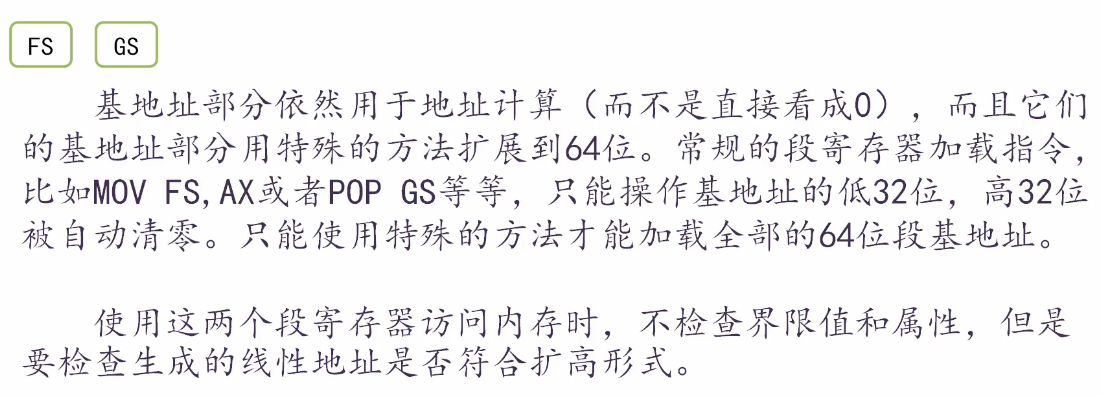 FS GS
基地址部分依然用于地址计算（而不是直接看成0），而且它们
的基地址部分用特殊的方法扩展到64位。常规的段寄存器加载指令，
比如MOV FS,AX或者POP GS等等，只能操作基地址的低32位，高32位
被自动清零。只能使用特殊的方法才能加载全部的64位段基地址。
使用这两个段寄存器访问内存时，不检查界限值和属性，但是
要检查生成的线性地址是否符合扩高形式。